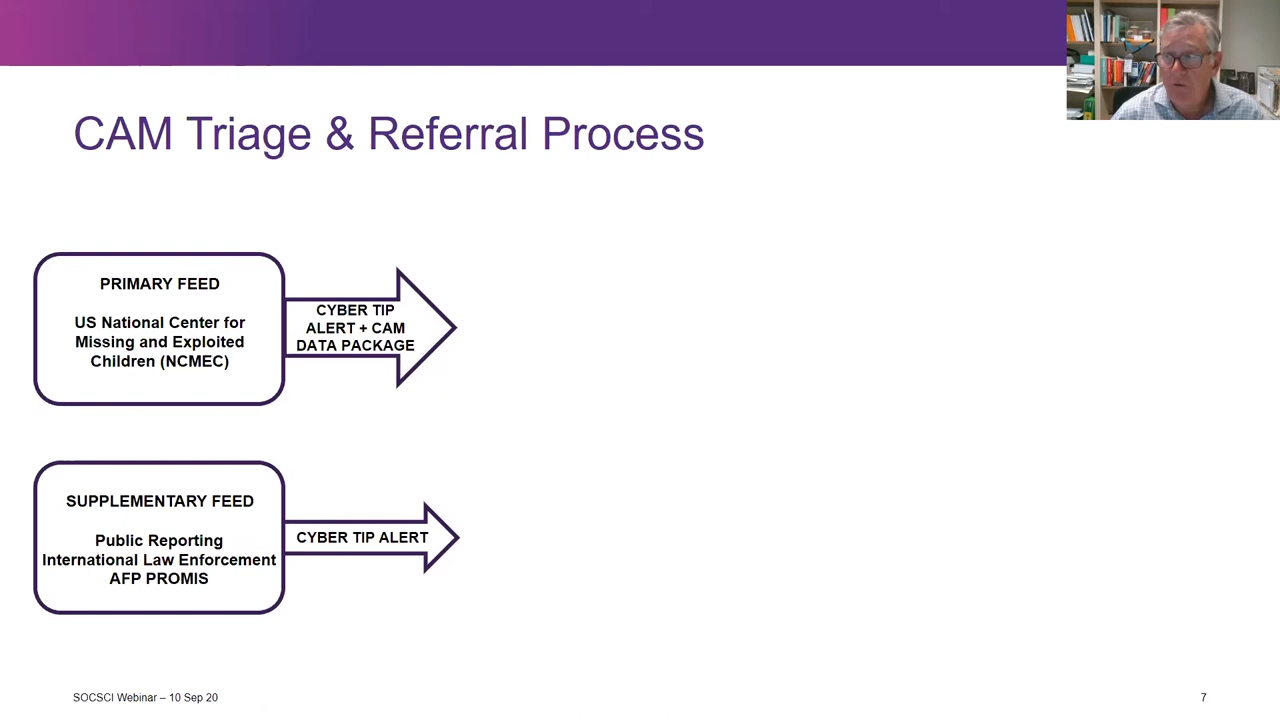 CAM Triage & Referral Process
PRIMARY FEED
US National Center for
Missing and Exploited
Children (NCMEC)
CYBER TIP
ALERT + CAM
DATA PACKAGE
SUPPLEMENTARY FEED
Public Reporting
International Law Enforcement
AFP PROMIS
CYBER TIP ALERT
SOCSCI Webinar – 10 Sep 20
7